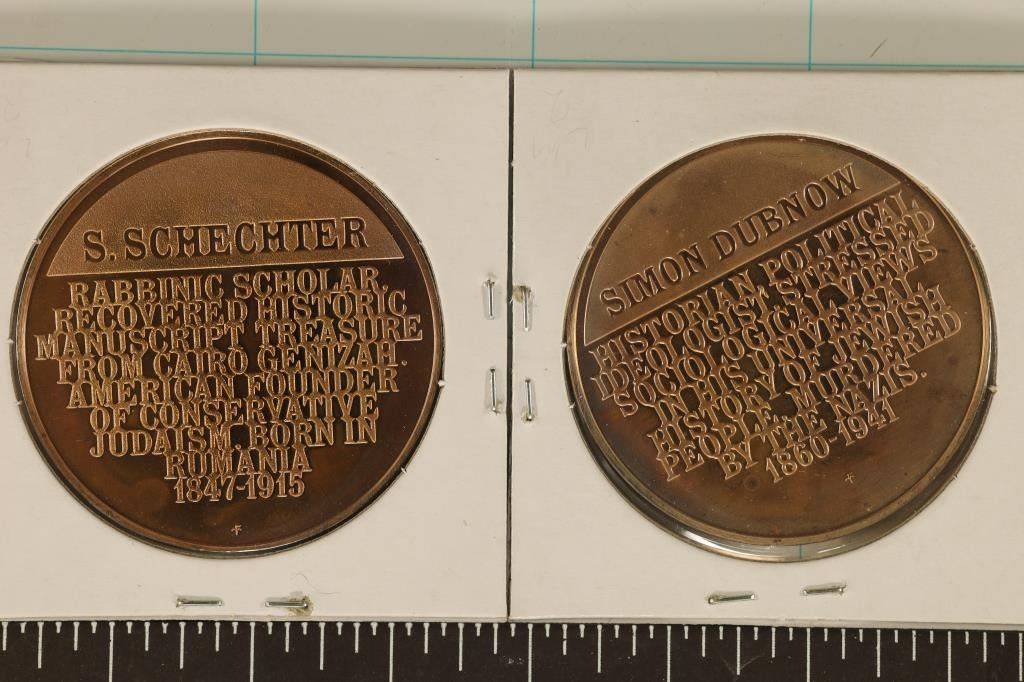 S. SCHECHTER
RABBINIC SCHOLAR,
RECOVERED HISTORIC
MANUSCRIPT TREASURE
FROM CAIRO GENIZAH.
AMERICAN FOUNDER
OF CONSERVATIVE
JUDAISM BORN IN
RUMANIA
1847-1915
SIMON DUBNOW
HISTORIAN POLITICAL
IDEOLOGIST, STRESSED
SOCIOLOGICAL VIEWS
IN HIS UNIVERSAL,
HISTORY OF JEWISH
PEOPLE, MURDERED
BY THE NAZIS.
1860-1941